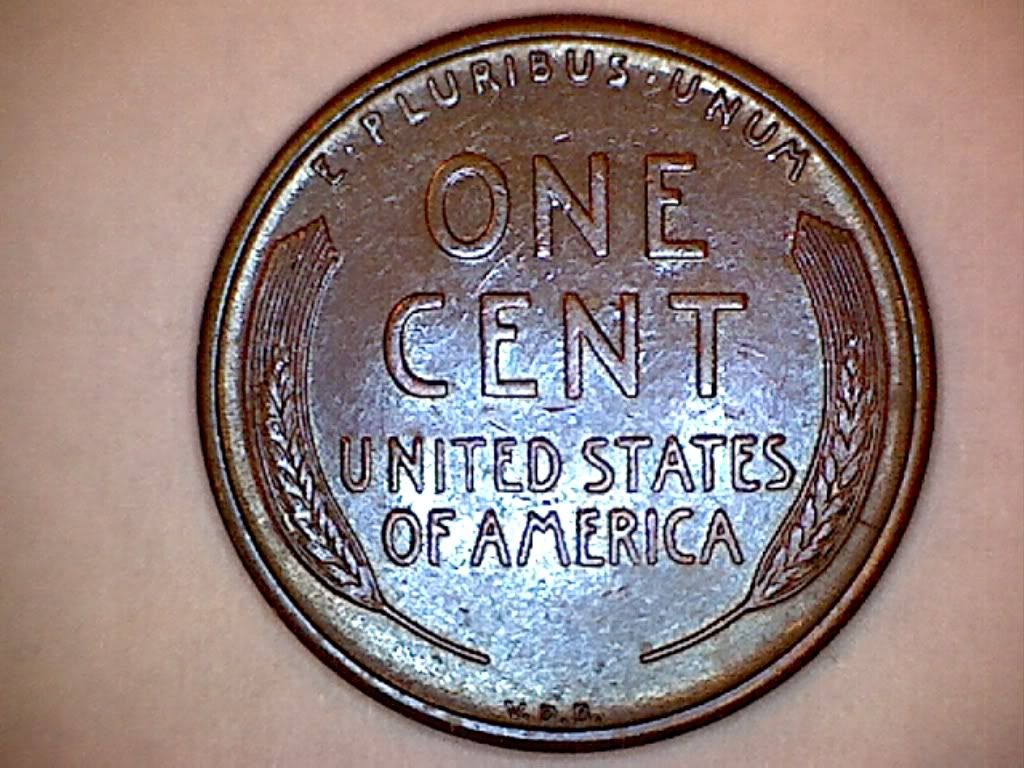 E·PLURIBUS·UNUM
ONE
CENT
UNITED STATES
OF AMERICA
V.D.B.